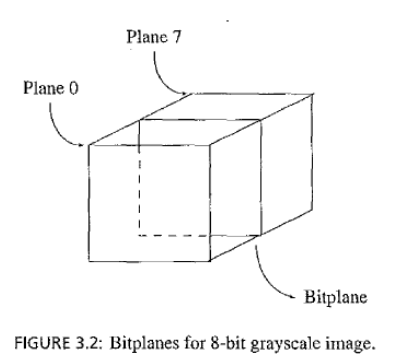 Plane 7
Plane 0
Bitplane
FIGURE 3.2: Bitplanes for 8-bit grayscale image.